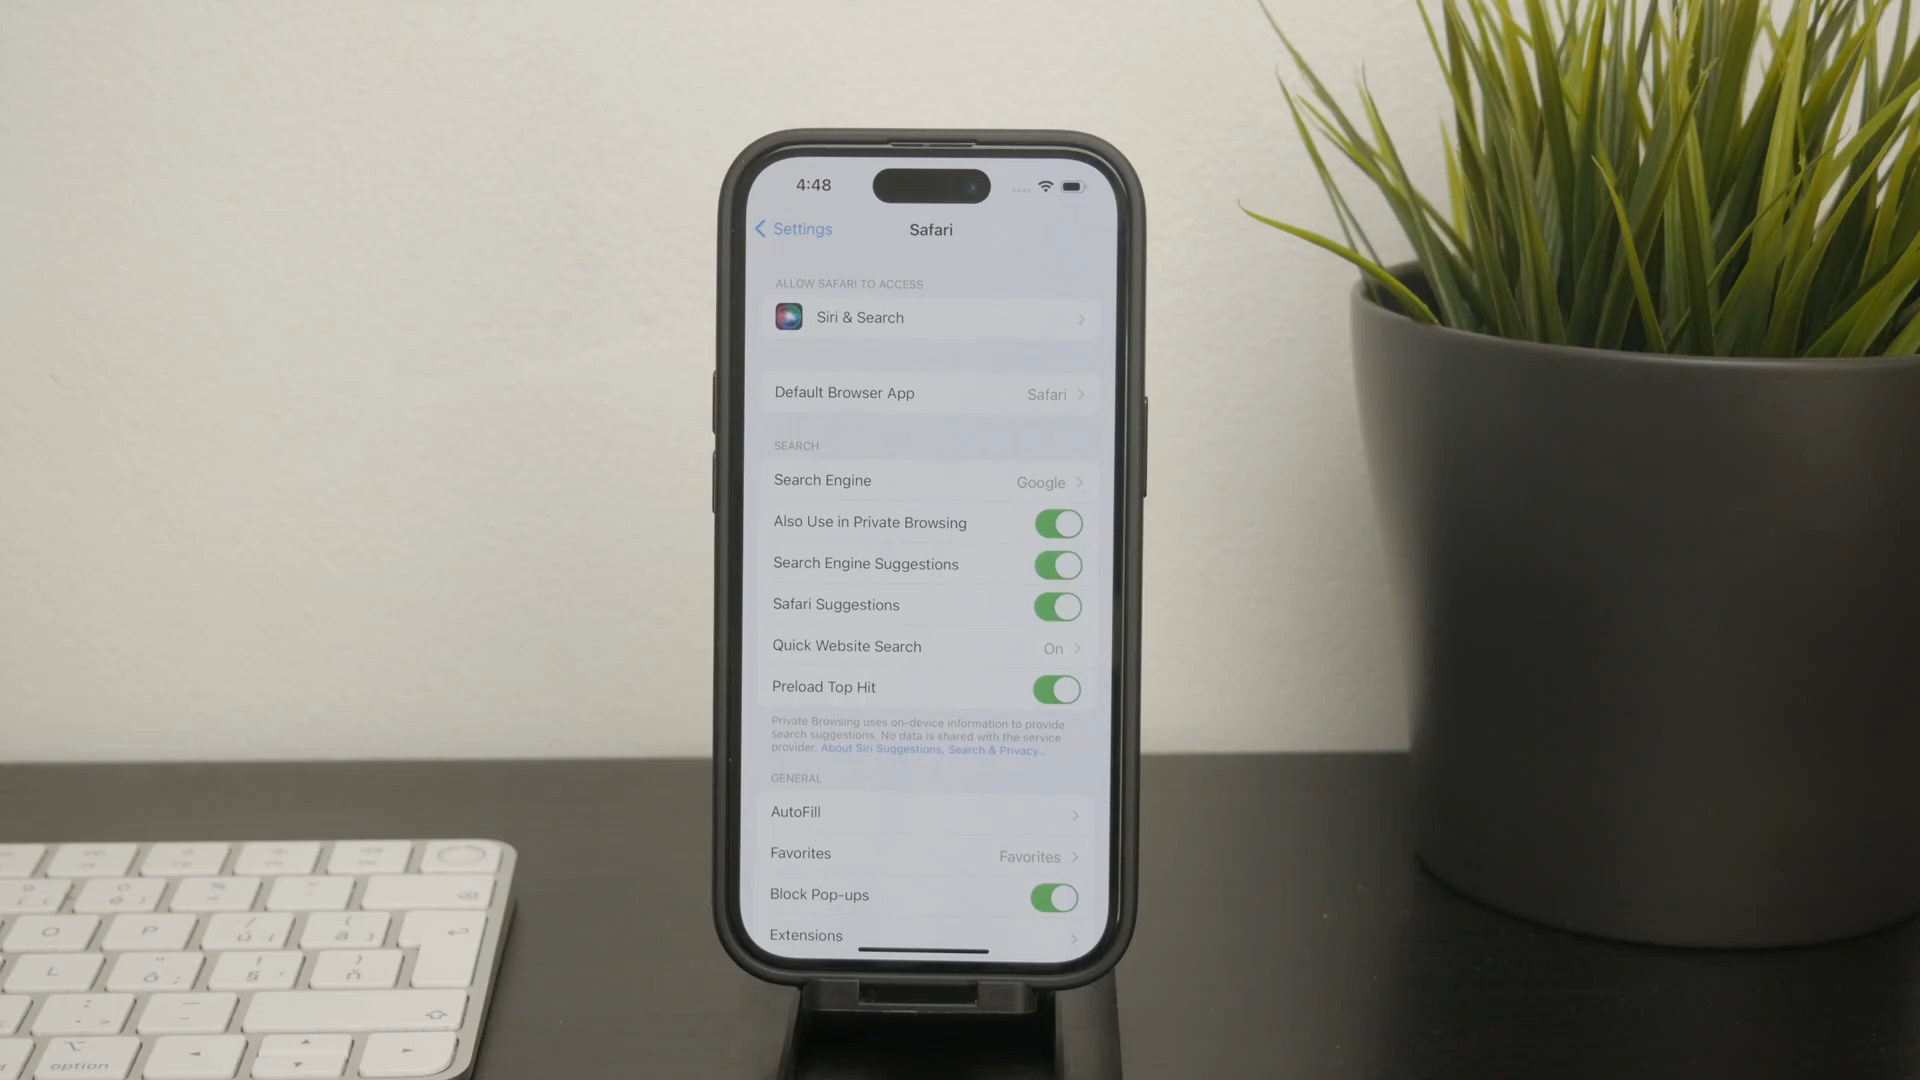 4:48
Settings
Safari
ALLOW SAFARI TO ACCESS
Siri & Search
Default Browser App Safari
SEARCH
Search Engine Google
Also Use in Private Browsing
Search Engine Suggestions
Safari Suggestions
Quick Website Search On
Preload Top Hit
Private Browsing uses on-device information to provide
search suggestions. No data is shared with the service
provider. About Siri Suggestions, Search & Privacy...
GENERAL
AutoFill
Favorites Favorites
Block Pop-ups
Extensions
O P
L
option